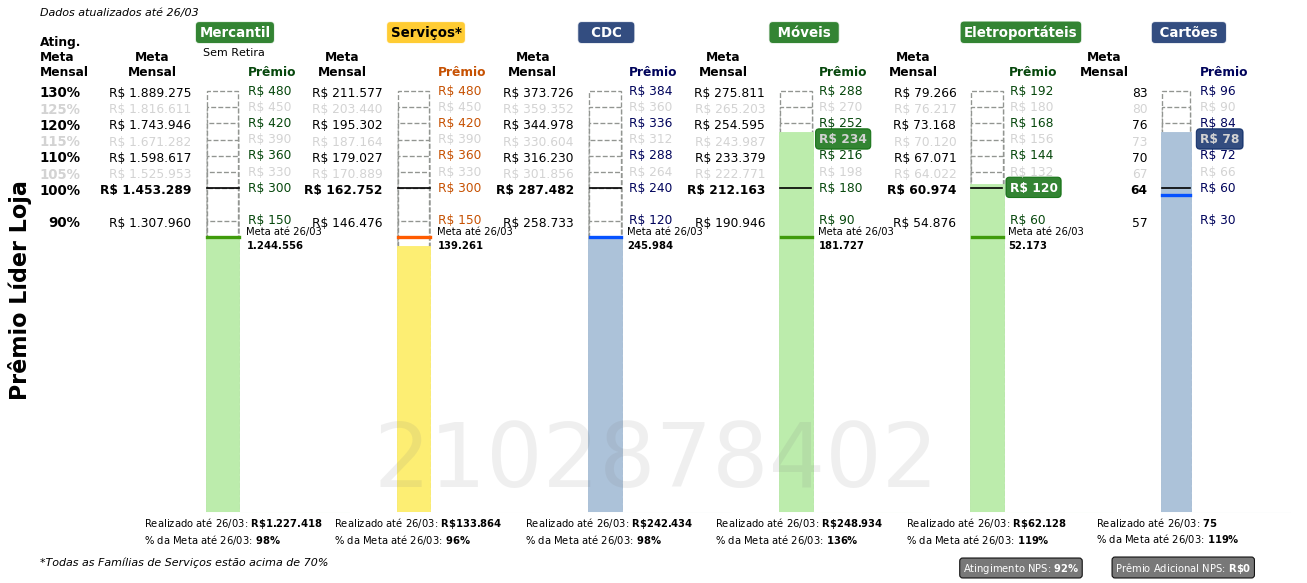 Dados atualizados até 26/03
Mercantil Serviços* CDC Móveis Eletroportáteis Cartões
Sem Retira
Ating. Meta Mensal
Meta Mensal Prêmio Meta Mensal Prêmio Meta Mensal Prêmio Meta Mensal Prêmio Meta Mensal Prêmio Meta Mensal Prêmio
130% R$ 1.889.275 R$ 480 R$ 211.577 R$ 480 R$ 373.726 R$ 384 R$ 275.811 R$ 288 R$ 79.266 R$ 192 83 R$ 96
125% R$ 1.816.611 R$ 450 R$ 203.440 R$ 450 R$ 359.352 R$ 360 R$ 265.203 R$ 270 R$ 76.217 R$ 180 80 R$ 90
120% R$ 1.743.946 R$ 420 R$ 195.302 R$ 420 R$ 344.978 R$ 336 R$ 254.595 R$ 252 R$ 73.168 R$ 168 76 R$ 84
115% R$ 1.671.282 R$ 390 R$ 187.164 R$ 390 R$ 330.604 R$ 312 R$ 243.987 R$ 234 R$ 70.120 R$ 156 73 R$ 78
110% R$ 1.598.617 R$ 360 R$ 179.027 R$ 360 R$ 316.230 R$ 288 R$ 233.379 R$ 216 R$ 67.071 R$ 144 70 R$ 72
105% R$ 1.525.953 R$ 330 R$ 170.889 R$ 330 R$ 301.856 R$ 264 R$ 222.771 R$ 198 R$ 64.022 R$ 132 67 R$ 66
100% R$ 1.453.289 R$ 300 R$ 162.752 R$ 300 R$ 287.482 R$ 240 R$ 212.163 R$ 180 R$ 60.974 R$ 120 64 R$ 60
90% R$ 1.307.960 R$ 150 R$ 146.476 R$ 150 R$ 258.733 R$ 120 R$ 190.946 R$ 90 R$ 54.876 R$ 60 57 R$ 30
Meta até 26/03 Meta até 26/03 Meta até 26/03 Meta até 26/03 Meta até 26/03
1.244.556 139.261 245.984 181.727 52.173
Prêmio Líder Loja
2102878402
Realizado até 26/03: R$1.227.418 Realizado até 26/03: R$133.864 Realizado até 26/03: R$242.434 Realizado até 26/03: R$248.934 Realizado até 26/03: R$62.128 Realizado até 26/03: 75
% da Meta até 26/03: 98% % da Meta até 26/03: 96% % da Meta até 26/03: 98% % da Meta até 26/03: 136% % da Meta até 26/03: 119% % da Meta até 26/03: 119%
*Todas as Famílias de Serviços estão acima de 70%
Atingimento NPS: 92% Prêmio Adicional NPS: R$0